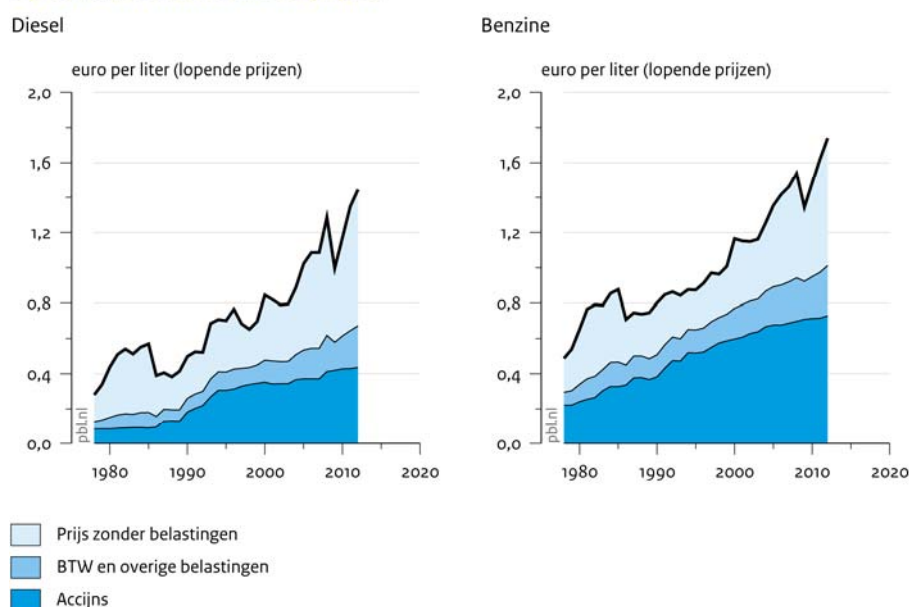 Diesel
Benzine
euro per liter (lopende prijzen)
euro per liter (lopende prijzen)
2,0
1,6
1,2
0,8
0,4
0,0
2,0
1,6
1,2
0,8
0,4
0,0
pbl.nl
pbl.nl
1980 1990 2000 2010 2020
1980 1990 2000 2010 2020
Prijs zonder belastingen
BTW en overige belastingen
Accijns